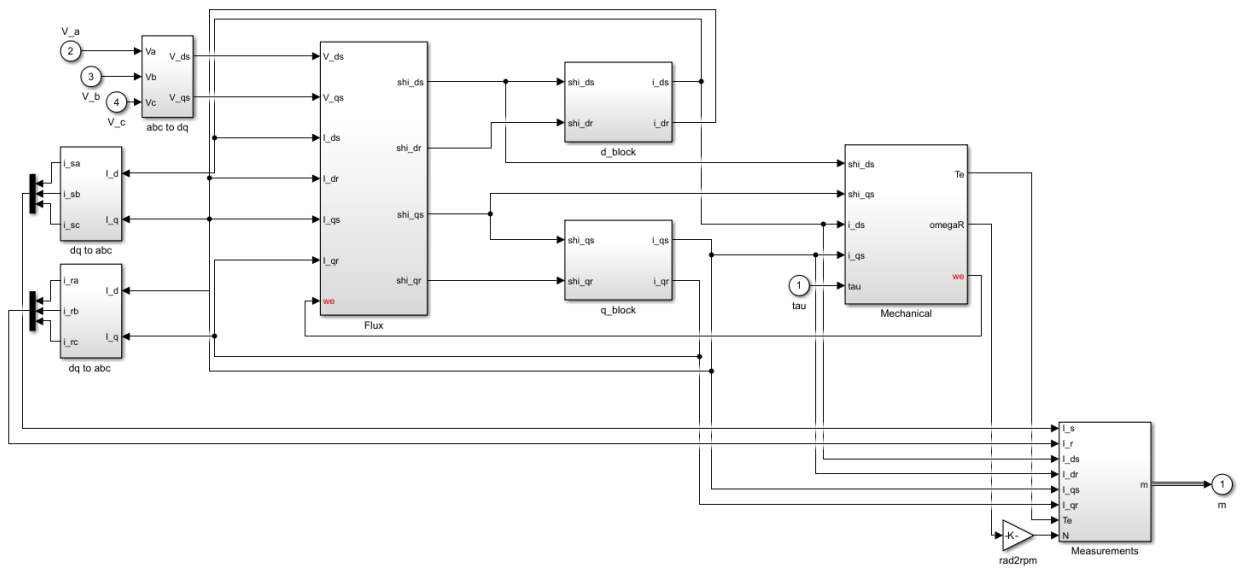 V_a
2
3
V_b
4
V_c
Va
Vb
Vc
V_ds
V_qs
abc to dq
i_sa
i_sb
i_sc
I_d
I_q
dq to abc
i_ra
i_rb
i_rc
I_d
I_q
dq to abc
V_ds
V_qs
I_ds
I_dr
I_qs
I_qr
we
shi_ds
shi_dr
shi_qs
shi_qr
Flux
shi_ds
shi_dr
i_ds
i_dr
d_block
shi_qs
shi_qr
i_qs
i_qr
q_block
1
tau
shi_ds
shi_qs
i_ds
i_qs
tau
Te
omegaR
we
Mechanical
-K-
rad2rpm
I_s
I_r
I_ds
I_dr
I_qs
I_qr
Te
N
m
Measurements
1
m